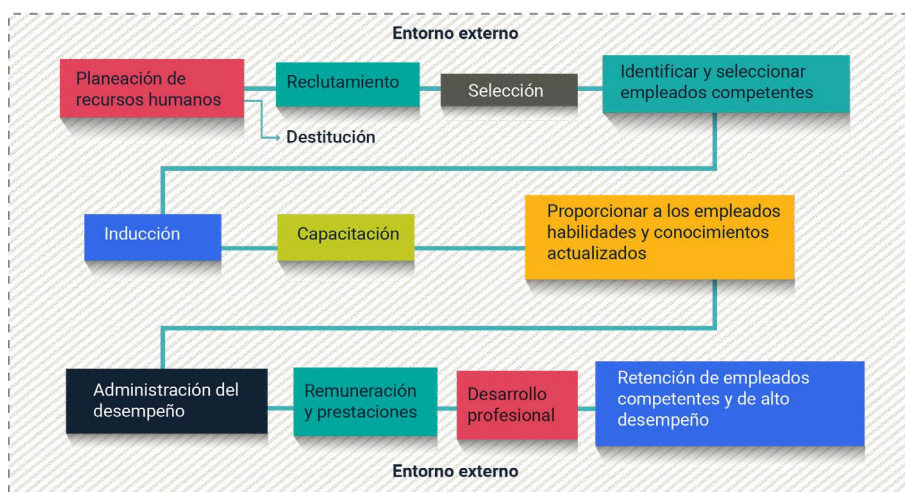 Entorno externo
Planeación de
recursos humanos
Reclutamiento
Selección
Identificar y seleccionar
empleados competentes
Destitución
Inducción
Capacitación
Proporcionar a los empleados
habilidades y conocimientos
actualizados
Administración del
desempeño
Remuneración
y prestaciones
Desarrollo
profesional
Retención de empleados
competentes y de alto
desempeño
Entorno externo